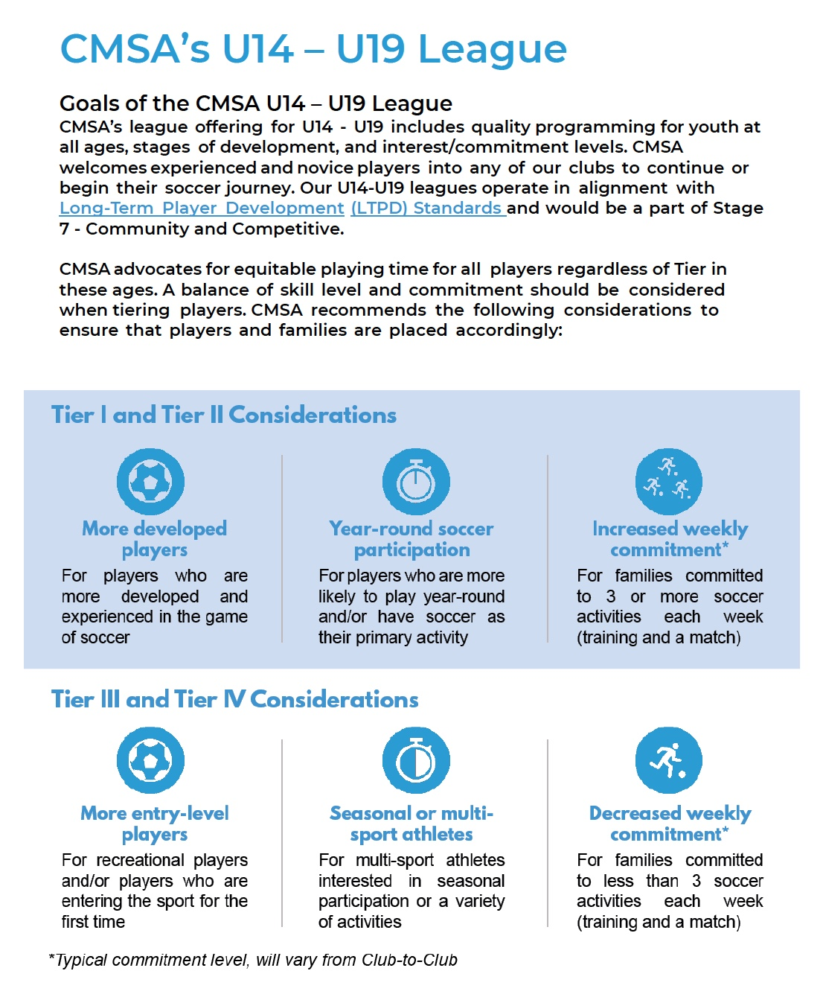 CMSA's U14 – U19 League
Goals of the CMSA U14 – U19 League
CMSA's league offering for U14 - U19 includes quality programming for youth at
all ages, stages of development, and interest/commitment levels. CMSA
welcomes experienced and novice players into any of our clubs to continue or
begin their soccer journey. Our U14-U19 leagues operate in alignment with
Long-Term Player Development (LTPD) Standards and would be a part of Stage
7 - Community and Competitive.
CMSA advocates for equitable playing time for all players regardless of Tier in
these ages. A balance of skill level and commitment should be considered
when tiering players. CMSA recommends the following considerations to
ensure that players and families are placed accordingly:
Tier I and Tier II Considerations
More developed
players
For players who are
more developed and
experienced in the game
of soccer
Year-round soccer
participation
For players who are more
likely to play year-round
and/or have soccer as
their primary activity
Increased weekly
commitment*
For families committed
to 3 or more soccer
activities each week
(training and a match)
Tier III and Tier IV Considerations
More entry-level
players
For recreational players
and/or players who are
entering the sport for the
first time
Seasonal or multi-
sport athletes
For multi-sport athletes
interested in seasonal
participation or a variety
of activities
Decreased weekly
commitment*
For families committed
to less than 3 soccer
activities each week
(training and a match)
*Typical commitment level, will vary from Club-to-Club